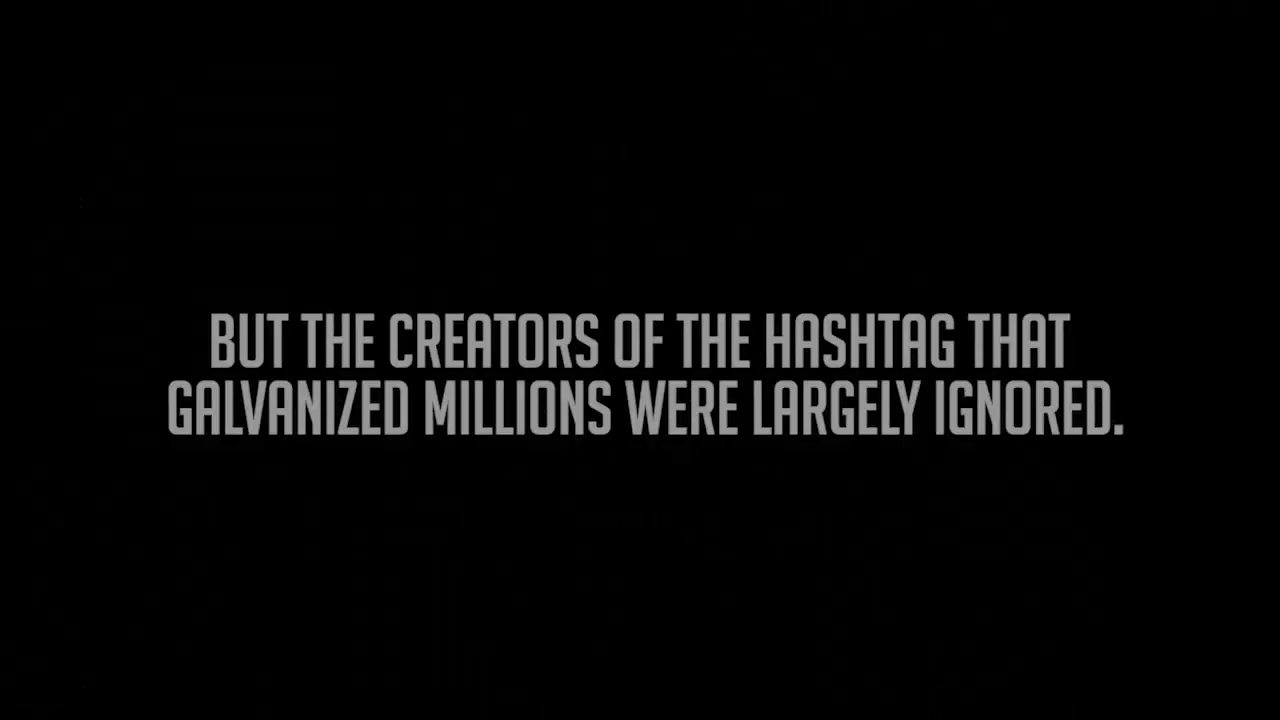 BUT THE CREATORS OF THE HASHTAG THAT
GALVANIZED MILLIONS WERE LARGELY IGNORED.